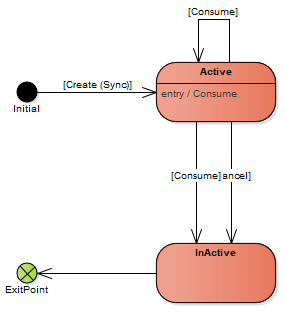 [Consume]
Active
[Create (Sync)]
entry / Consume
Initial
[Consume] ancel]
InActive
ExitPoint